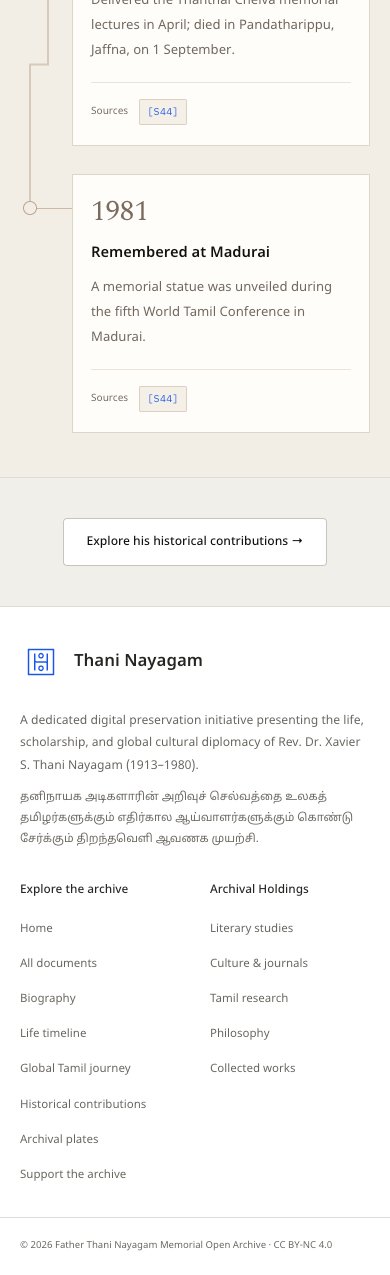 Delivered the Thanthai Chelva memorial
lectures in April; died in Pandatharippu,
Jaffna, on 1 September.
Sources [S44]
1981
Remembered at Madurai
A memorial statue was unveiled during
the fifth World Tamil Conference in
Madurai.
Sources [S44]
Explore his historical contributions →
Thani Nayagam
A dedicated digital preservation initiative presenting the life,
scholarship, and global cultural diplomacy of Rev. Dr. Xavier
S. Thani Nayagam (1913–1980).
தனிநாயக அடிகளாரின் அறிவுச் செல்வத்தை உலகத்
தமிழர்களுக்கும் எதிர்கால ஆய்வாளர்களுக்கும் கொண்டு
சேர்க்கும் திறந்தவெளி ஆவணக முயற்சி.
Explore the archive
Home
All documents
Biography
Life timeline
Global Tamil journey
Historical contributions
Archival plates
Support the archive
Archival Holdings
Literary studies
Culture & journals
Tamil research
Philosophy
Collected works
© 2026 Father Thani Nayagam Memorial Open Archive · CC BY-NC 4.0